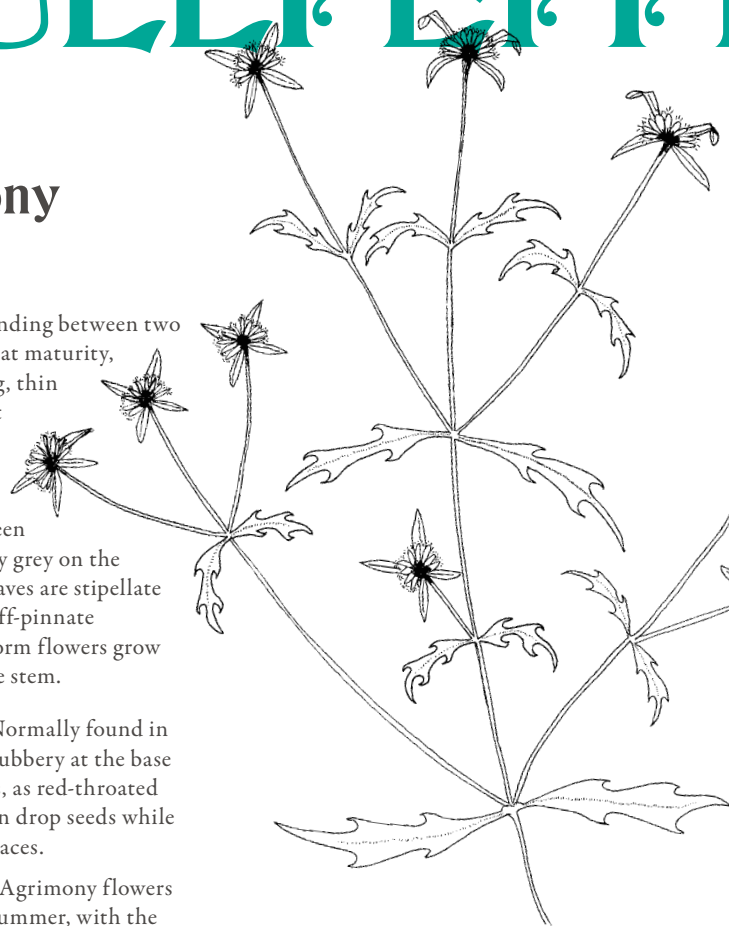 ony
nding between two
at maturity,
g, thin
t
een
y grey on the
aves are stipellate
ff-pinnate
orm flowers grow
e stem.
Normally found in
ubbery at the base
, as red-throated
n drop seeds while
aces.
Agrimony flowers
ummer, with the